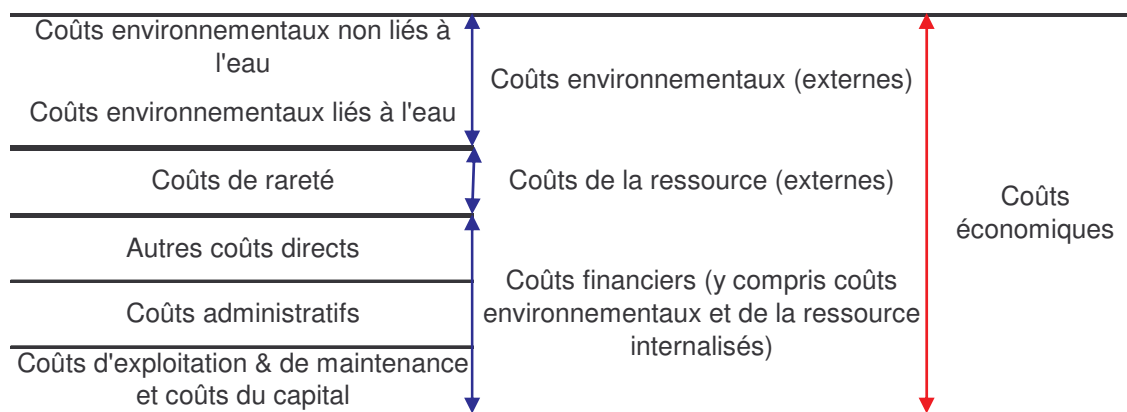 Coûts environnementaux non liés à
l'eau
Coûts environnementaux liés à l'eau
Coûts de rareté
Autres coûts directs
Coûts administratifs
Coûts d'exploitation & de maintenance
et coûts du capital
Coûts environnementaux (externes)
Coûts de la ressource (externes)
Coûts financiers (y compris coûts
environnementaux et de la ressource
internalisés)
Coûts
économiques